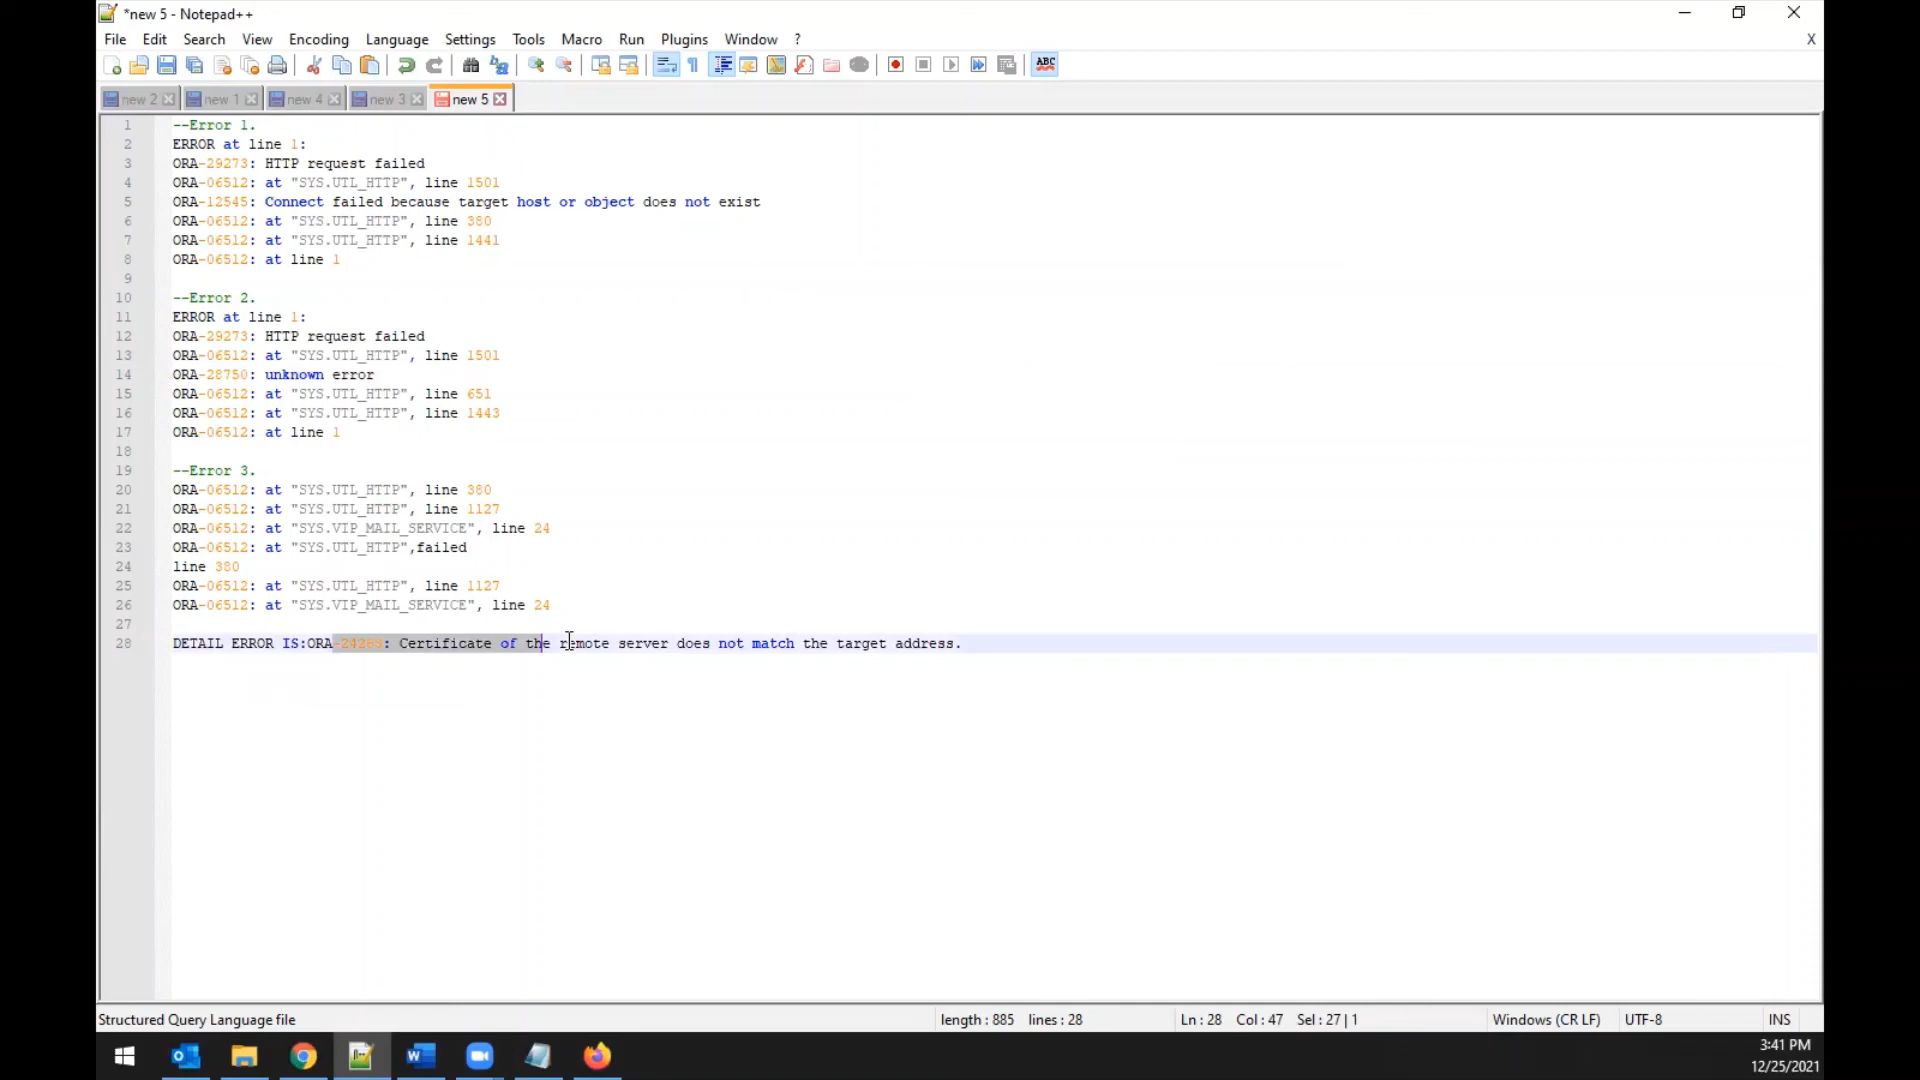 *new 5 - Notepad++
File Edit Search View Encoding Language Settings Tools Macro Run Plugins Window ? X
ABC
new 2 new 1 new 4 new 3 new 5
1 --Error 1.
2 ERROR at line 1:
3 ORA-29273: HTTP request failed
4 ORA-06512: at "SYS.UTL_HTTP", line 1501
5 ORA-12545: Connect failed because target host or object does not exist
6 ORA-06512: at "SYS.UTL_HTTP", line 380
7 ORA-06512: at "SYS.UTL_HTTP", line 1441
8 ORA-06512: at line 1
9
10 --Error 2.
11 ERROR at line 1:
12 ORA-29273: HTTP request failed
13 ORA-06512: at "SYS.UTL_HTTP", line 1501
14 ORA-28750: unknown error
15 ORA-06512: at "SYS.UTL_HTTP", line 651
16 ORA-06512: at "SYS.UTL_HTTP", line 1443
17 ORA-06512: at line 1
18
19 --Error 3.
20 ORA-06512: at "SYS.UTL_HTTP", line 380
21 ORA-06512: at "SYS.UTL_HTTP", line 1127
22 ORA-06512: at "SYS.VIP_MAIL_SERVICE", line 24
23 ORA-06512: at "SYS.UTL_HTTP",failed
24 line 380
25 ORA-06512: at "SYS.UTL_HTTP", line 1127
26 ORA-06512: at "SYS.VIP_MAIL_SERVICE", line 24
27
28 DETAIL ERROR IS:ORA-24263: Certificate of the remote server does not match the target address.
Structured Query Language file length : 885 lines : 28 Ln : 28 Col : 47 Sel : 27 | 1 Windows (CR LF) UTF-8 INS
3:41 PM
12/25/2021